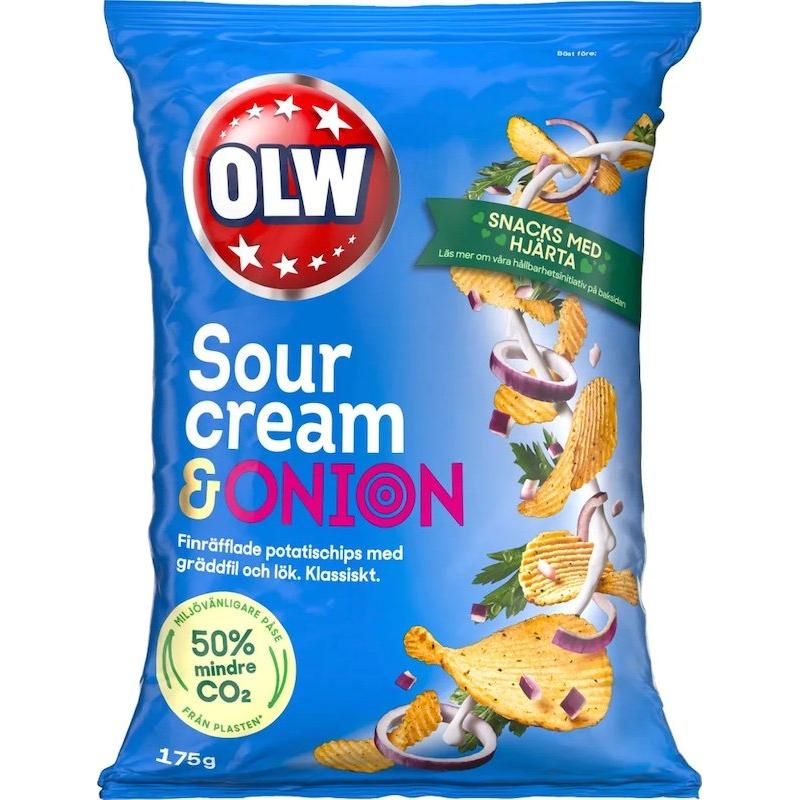 Bäst före:
OLW
SNACKS MED
HJÄRTA
Läs mer om våra hållbarhetsinitiativ på baksidan
Sour
cream
& ONION
Finräfflade potatischips med
gräddfil och lök. Klassiskt.
MILJÖVÄNLIGARE PÅSE
50%
mindre
CO₂
FRÅN PLASTEN*
175g